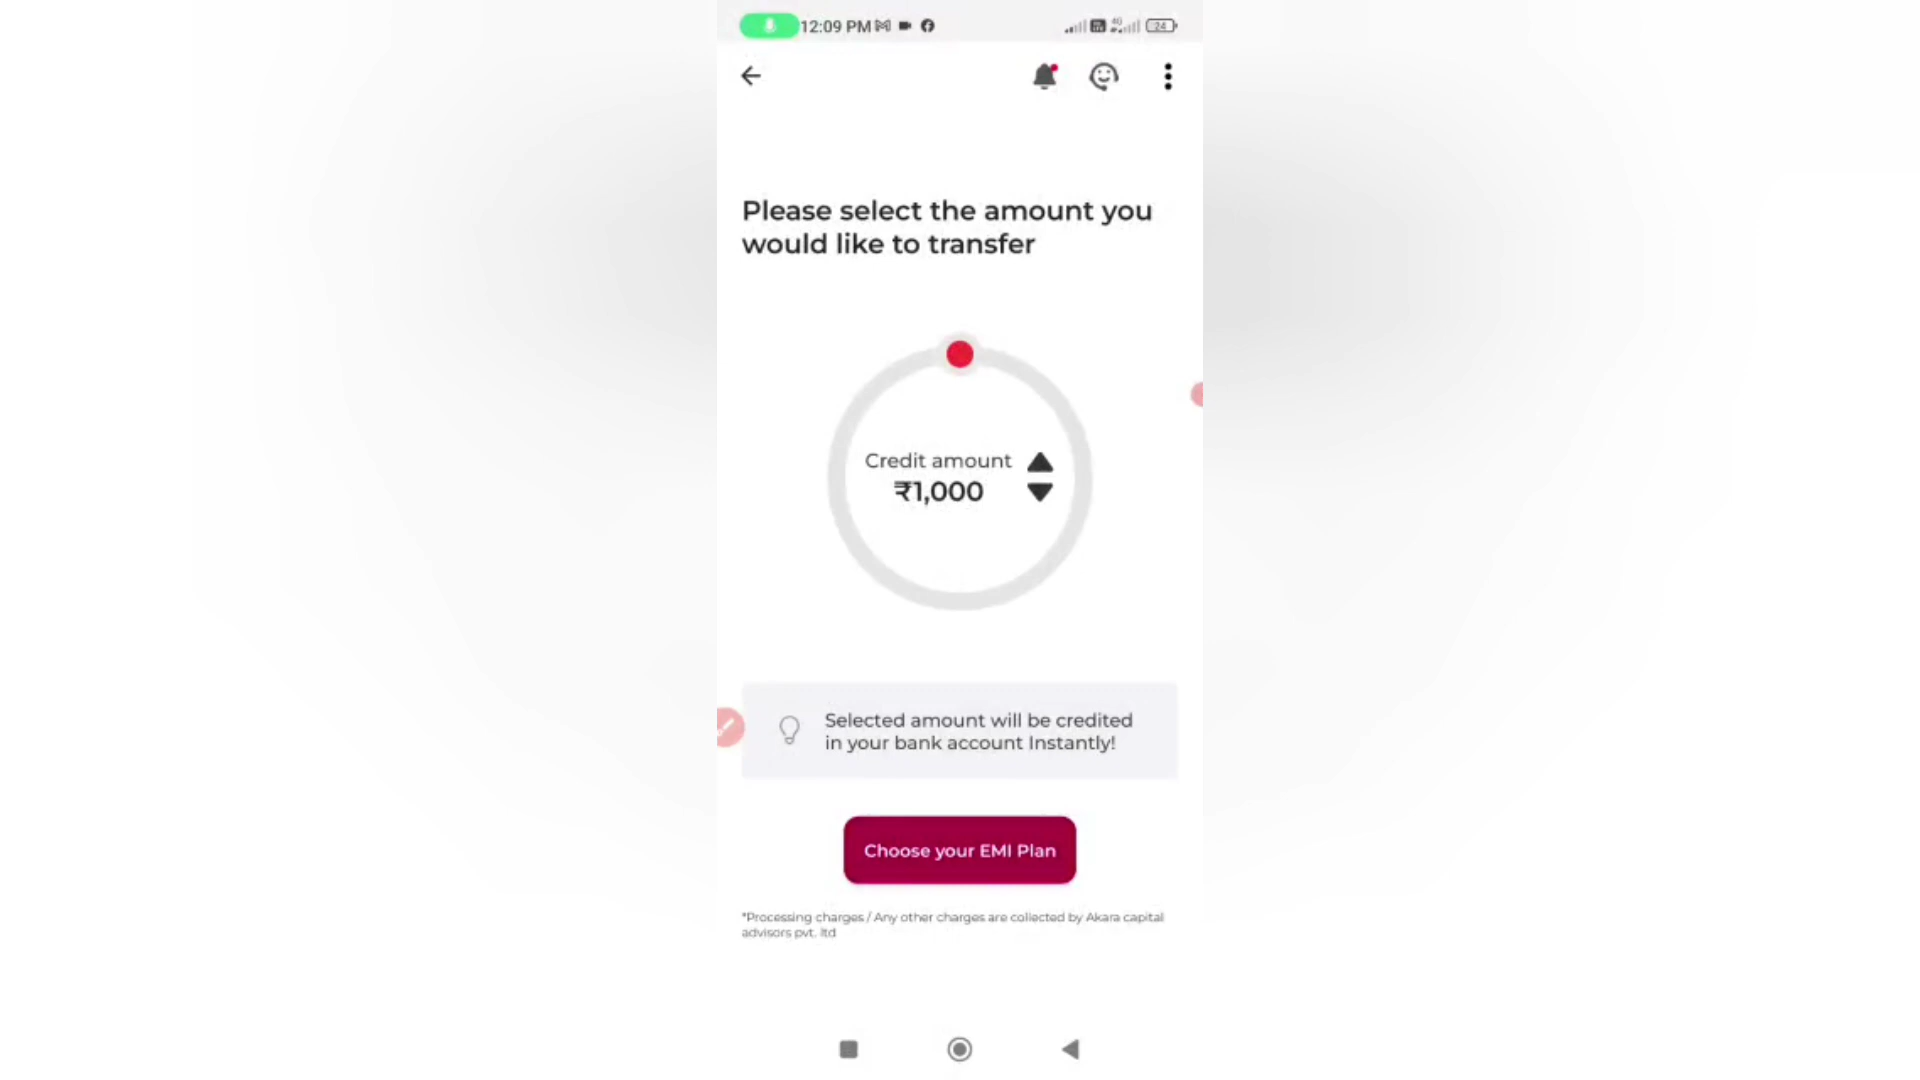 12:09 PM
24
Please select the amount you
would like to transfer
Credit amount
₹1,000
Selected amount will be credited
in your bank account Instantly!
Choose your EMI Plan
*Processing charges / Any other charges are collected by Akara capital
advisors pvt. ltd